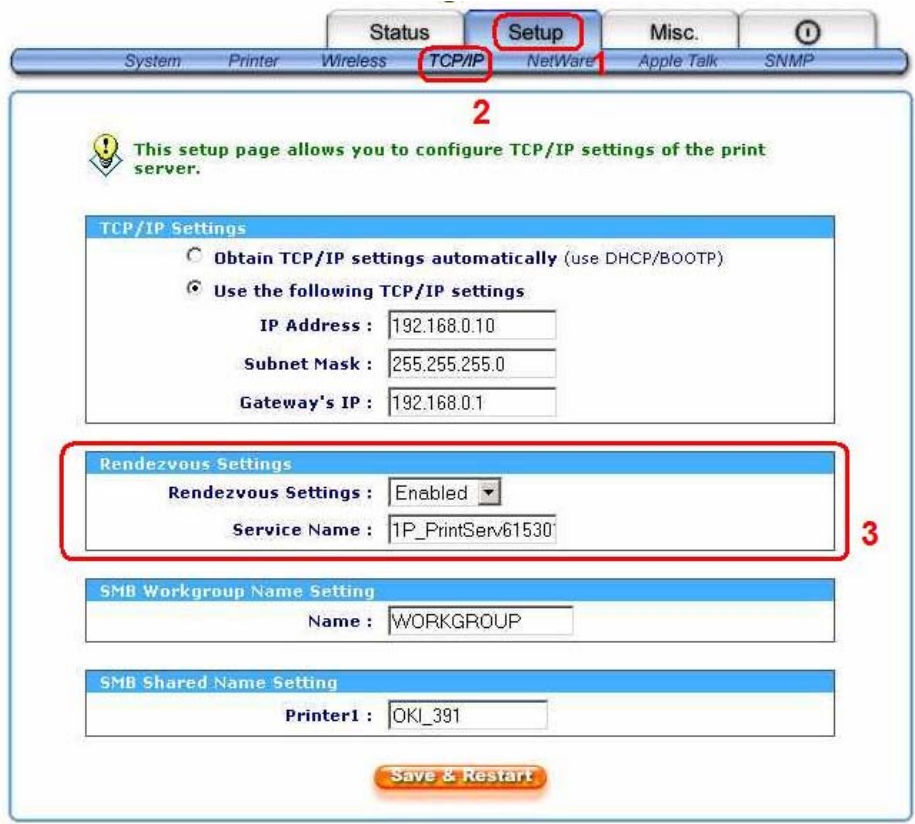 Status Setup Misc.
System Printer Wireless TCP/IP NetWare 1 Apple Talk SNMP
2
This setup page allows you to configure TCP/IP settings of the print
server.
TCP/IP Settings
Obtain TCP/IP settings automatically (use DHCP/BOOTP)
Use the following TCP/IP settings
IP Address : 192.168.0.10
Subnet Mask : 255.255.255.0
Gateway's IP : 192.168.0.1
Rendezvous Settings
Rendezvous Settings : Enabled
Service Name : 1P_PrintServ61530
3
SMB Workgroup Name Setting
Name : WORKGROUP
SMB Shared Name Setting
Printer1 : OKI_391
Save & Restart